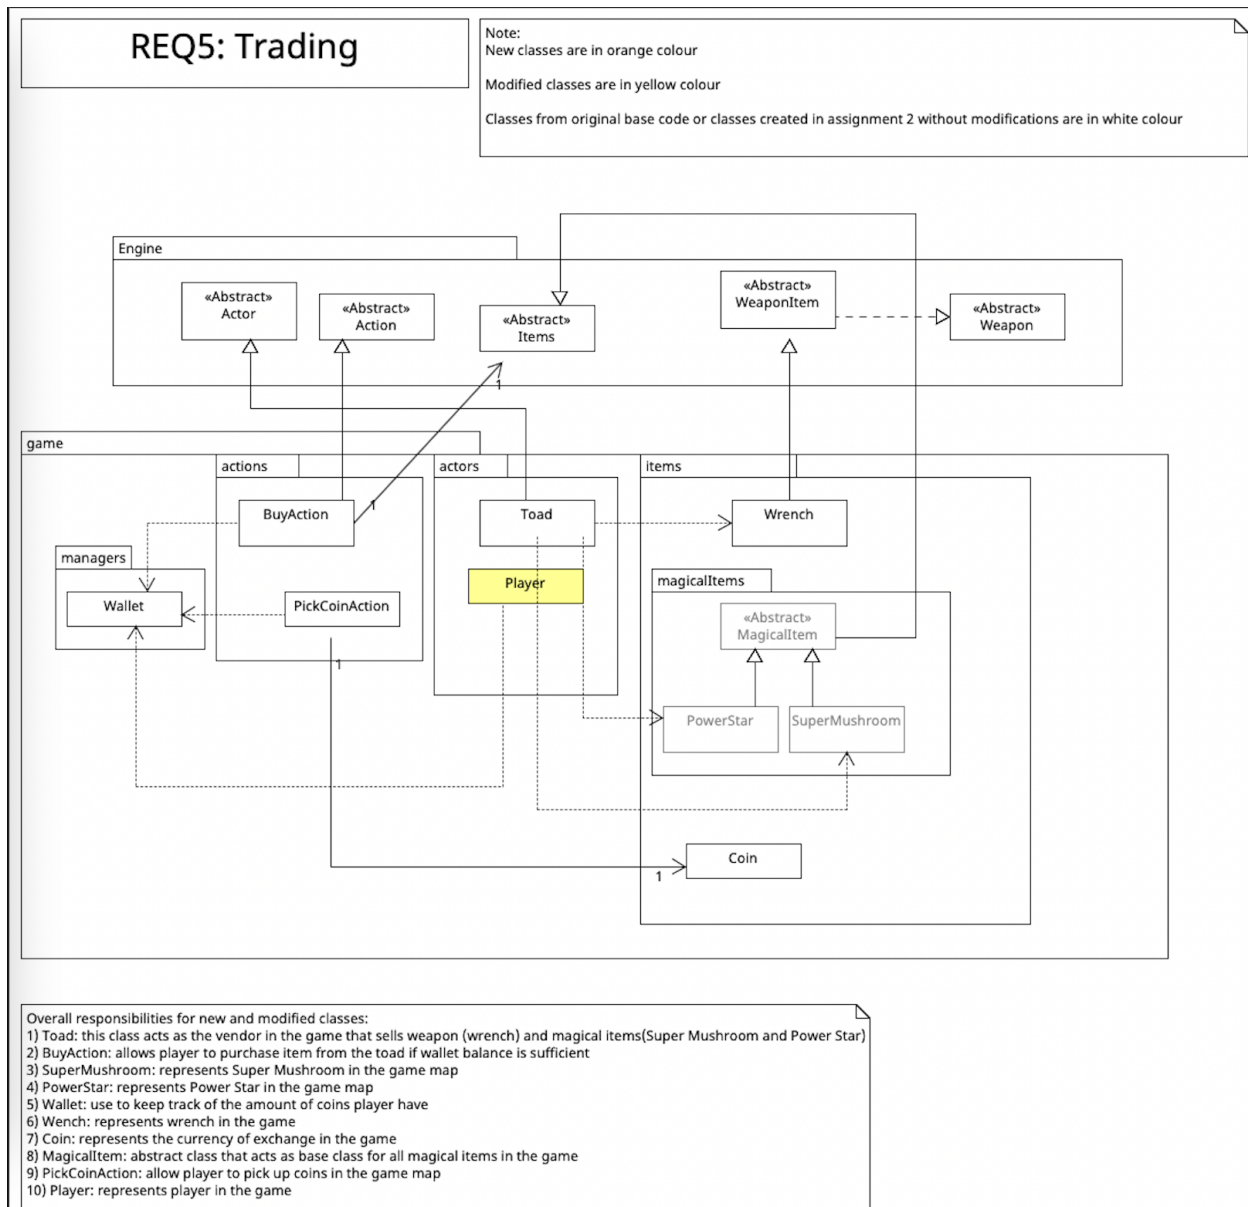 REQ5: Trading
Note:
New classes are in orange colour
Modified classes are in yellow colour
Classes from original base code or classes created in assignment 2 without modifications are in white colour
Engine
«Abstract»
Actor
«Abstract»
Action
«Abstract»
Items
«Abstract»
WeaponItem
«Abstract»
Weapon
1
game
actions
actors
items
BuyAction
1
Toad
Wrench
managers
Wallet
PickCoinAction
Player
magicalItems
«Abstract»
MagicalItem
1
PowerStar
SuperMushroom
Coin
1
Overall responsibilities for new and modified classes:
1) Toad: this class acts as the vendor in the game that sells weapon (wrench) and magical items(Super Mushroom and Power Star)
2) BuyAction: allows player to purchase item from the toad if wallet balance is sufficient
3) SuperMushroom: represents Super Mushroom in the game map
4) PowerStar: represents Power Star in the game map
5) Wallet: use to keep track of the amount of coins player have
6) Wench: represents wrench in the game
7) Coin: represents the currency of exchange in the game
8) MagicalItem: abstract class that acts as base class for all magical items in the game
9) PickCoinAction: allow player to pick up coins in the game map
10) Player: represents player in the game